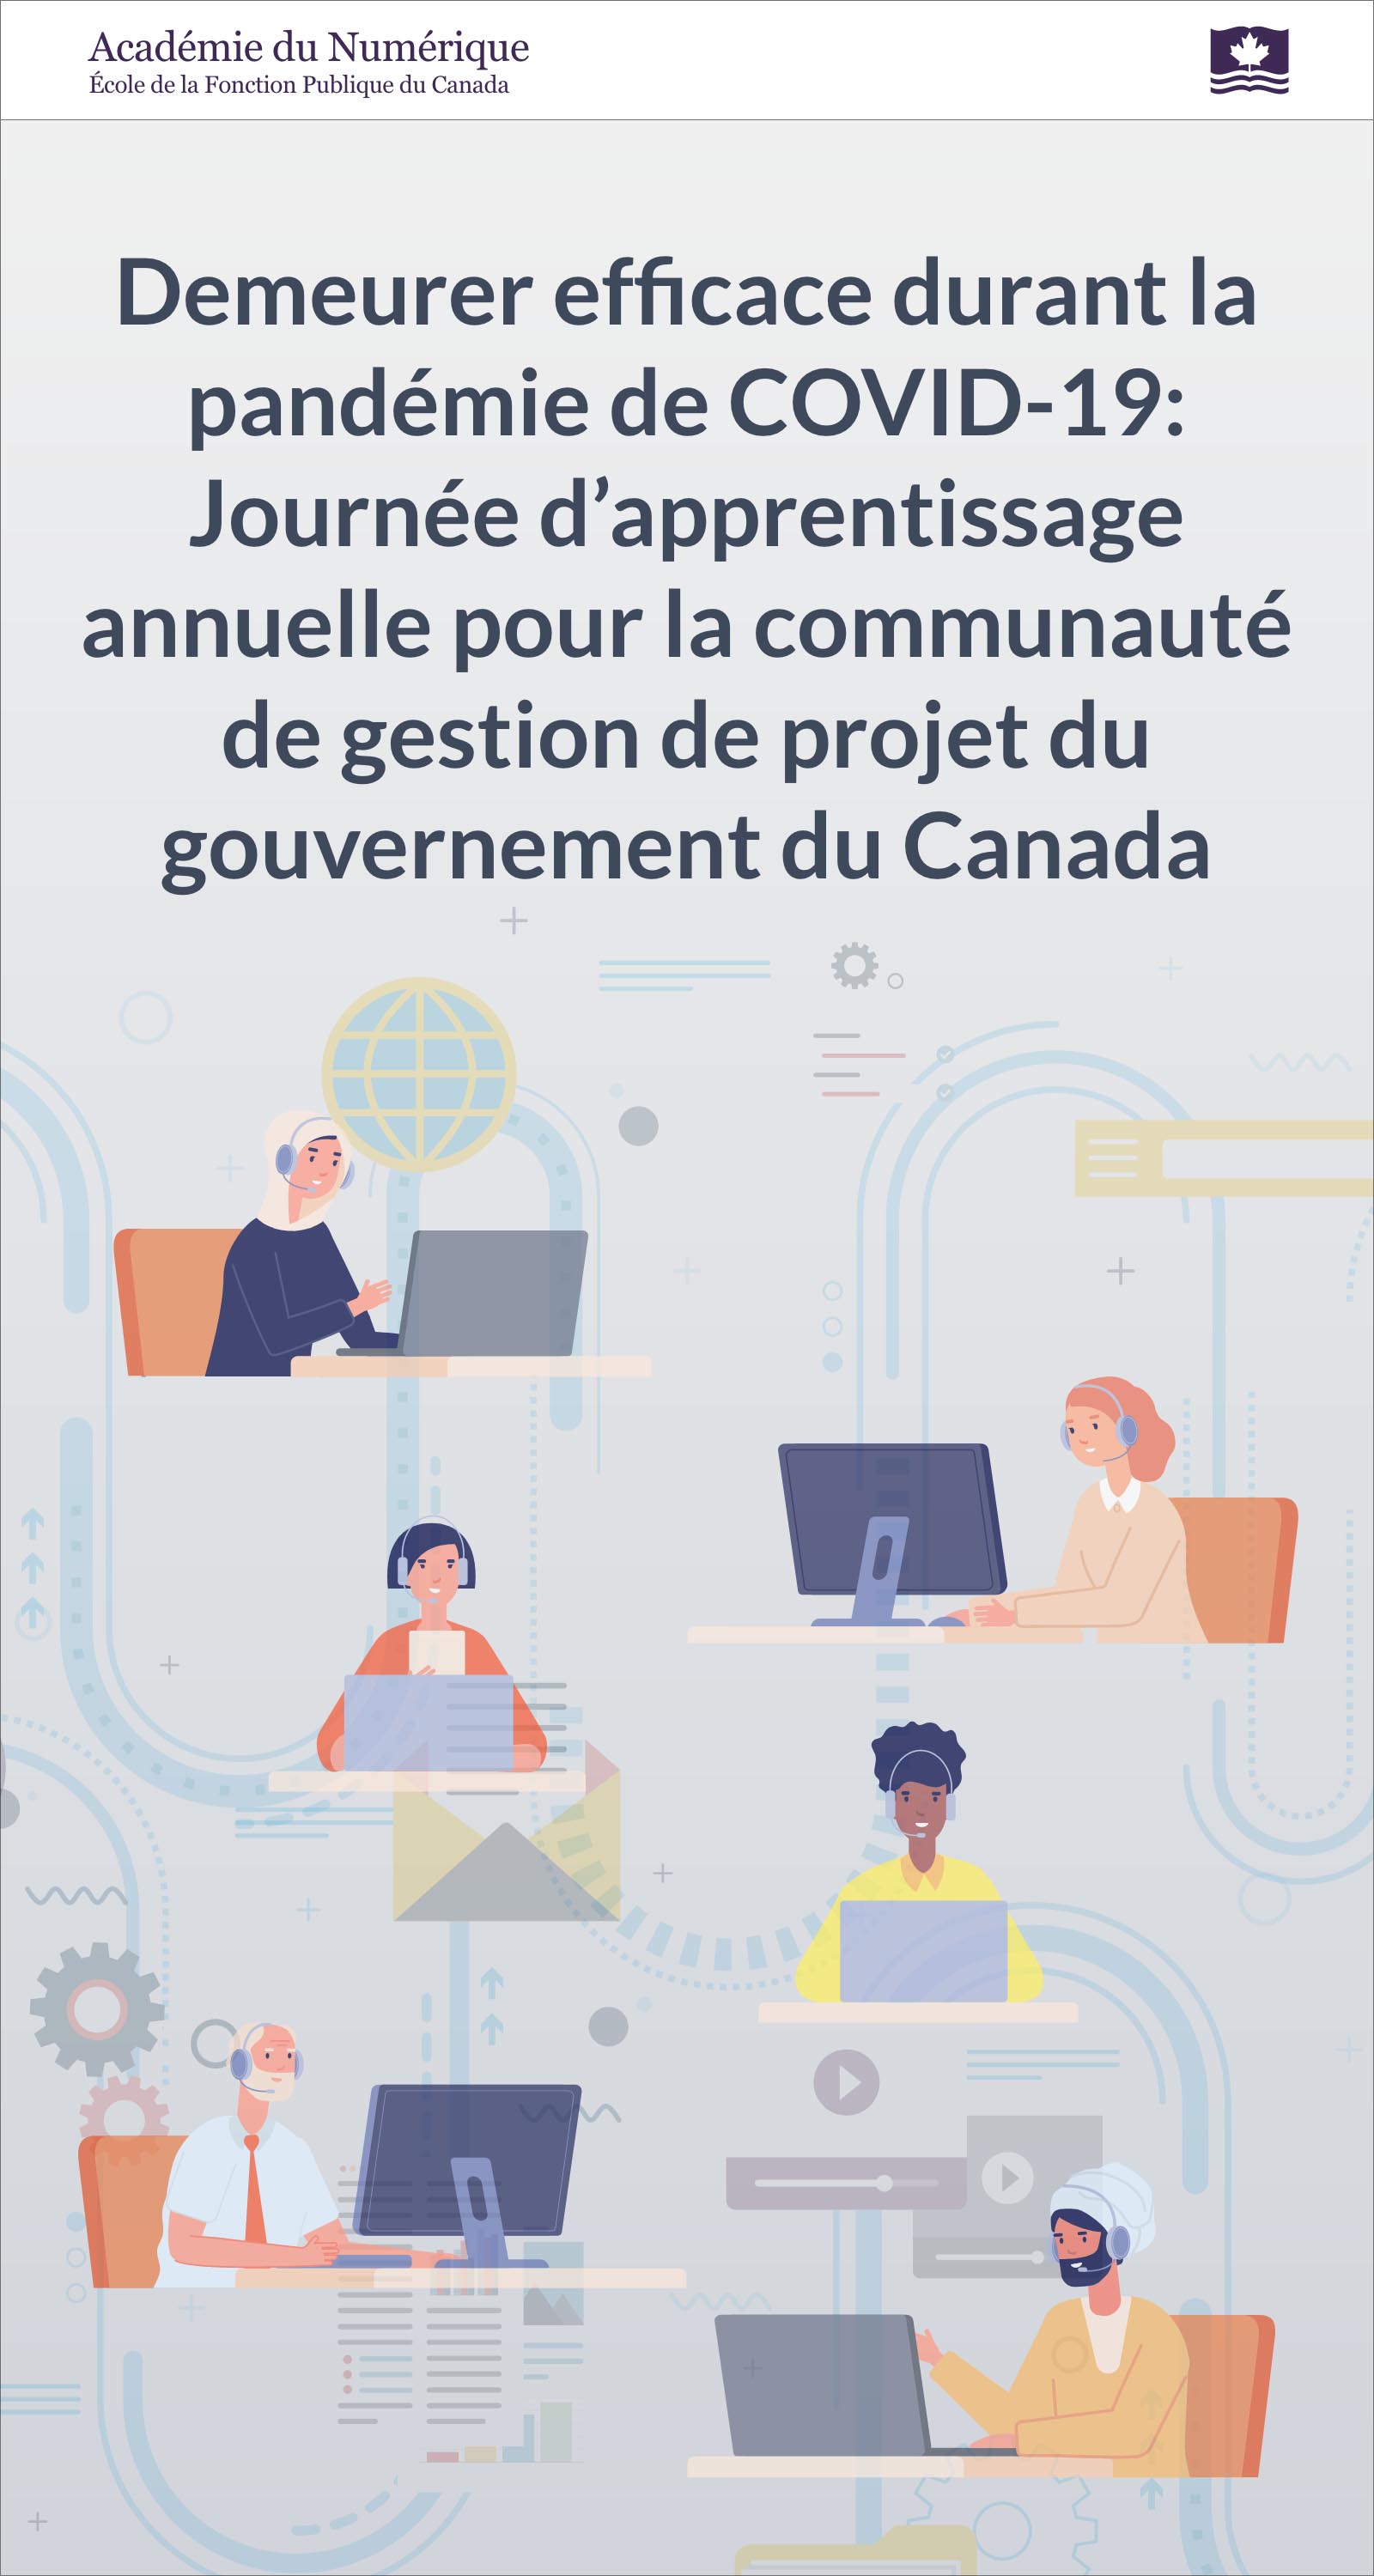 Académie du Numérique
École de la Fonction Publique du Canada
Demeurer efficace durant la
pandémie de COVID-19:
Journée d’apprentissage
annuelle pour la communauté
de gestion de projet du
gouvernement du Canada